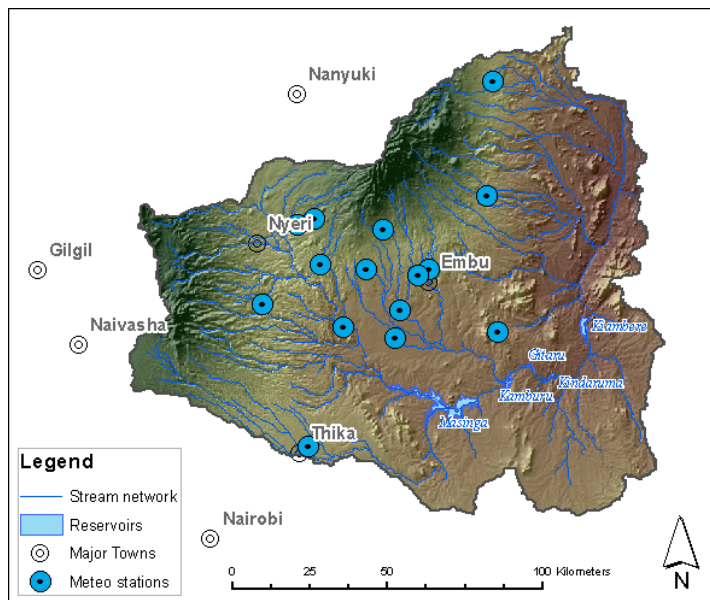 Nanyuki
Nyeri
Gilgil
Embu
Naivasha
Kiambere
Gitaru
Kindaruma
Kamburu
Masinga
Thika
Legend
Stream network
Reservoirs
Major Towns
Meteo stations
Nairobi
0 25 50 100 Kilometers
N